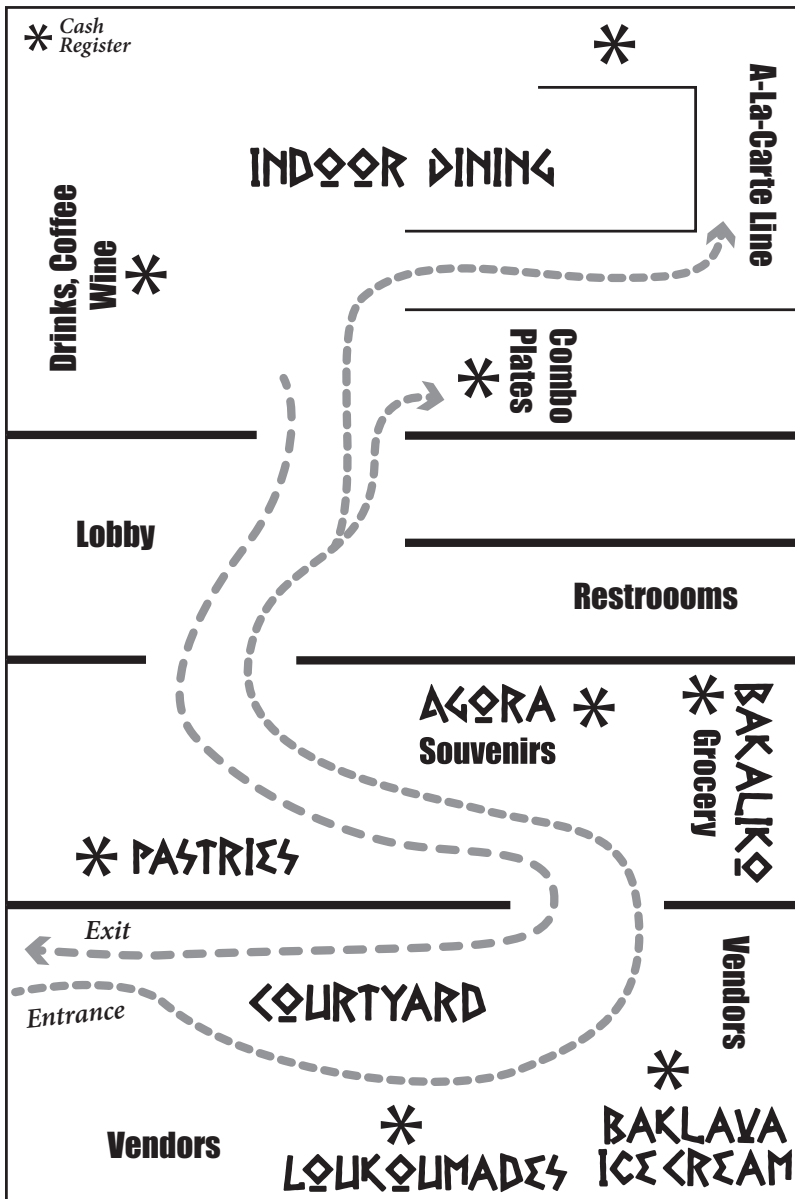 Cash
Register
A-La-Carte Line
INDOOR DINING
Drinks, Coffee
Wine
Combo
Plates
Lobby
Restroooms
AGORA
Souvenirs
BAKALIKO
Grocery
PASTRIES
Exit
Entrance
COURTYARD
Vendors
Vendors
LOUKOUMADES
BAKLAVA
ICE CREAM